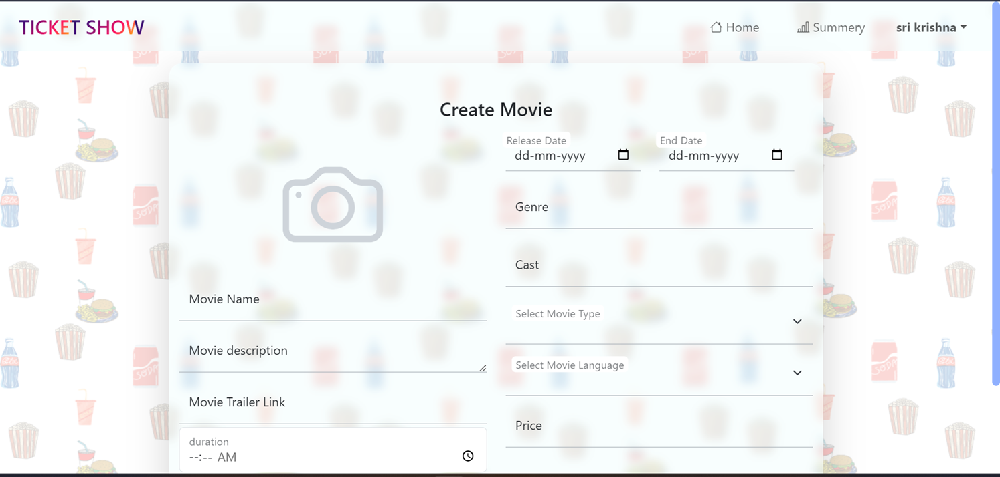 TICKET SHOW
Home
Summery
sri krishna
Create Movie
Release Date
dd-mm-yyyy
End Date
dd-mm-yyyy
Genre
Cast
Movie Name
Select Movie Type
Movie description
Select Movie Language
Movie Trailer Link
Price
duration
--:-- AM
SODA